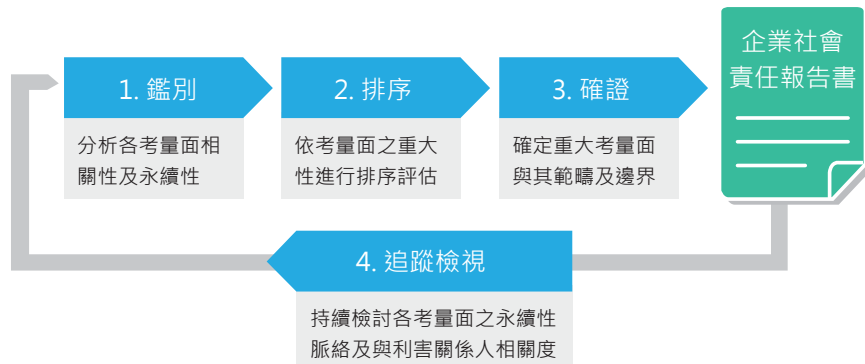 1. 鑑別
分析各考量面相
關性及永續性
2. 排序
依考量面之重大
性進行排序評估
3. 確證
確定重大考量面
與其範疇及邊界
企業社會
責任報告書
4. 追蹤檢視
持續檢討各考量面之永續性
脈絡及與利害關係人相關度